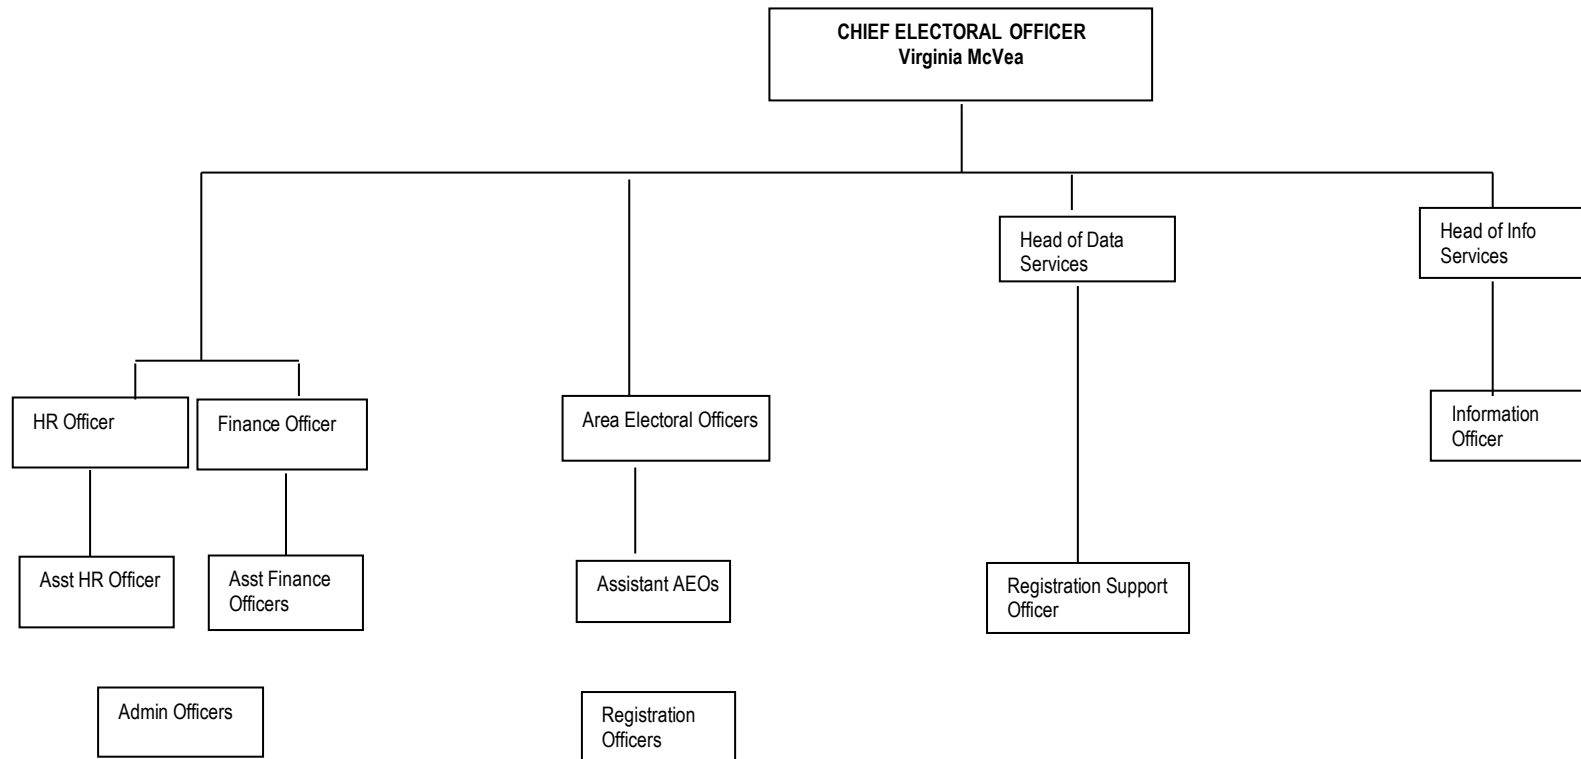 CHIEF ELECTORAL OFFICER
Virginia McVea
Head of Data
Services
Head of Info
Services
HR Officer
Finance Officer
Area Electoral Officers
Information
Officer
Asst HR Officer
Asst Finance
Officers
Assistant AEOs
Registration Support
Officer
Admin Officers
Registration
Officers